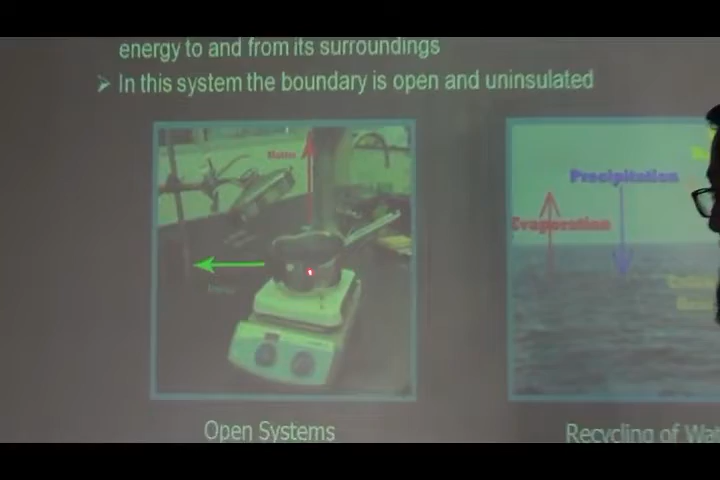 energy to and from its surroundings
➢ In this system the boundary is open and uninsulated
Matter
Precipitation
Evaporation
Open Systems
Recycling of Wat